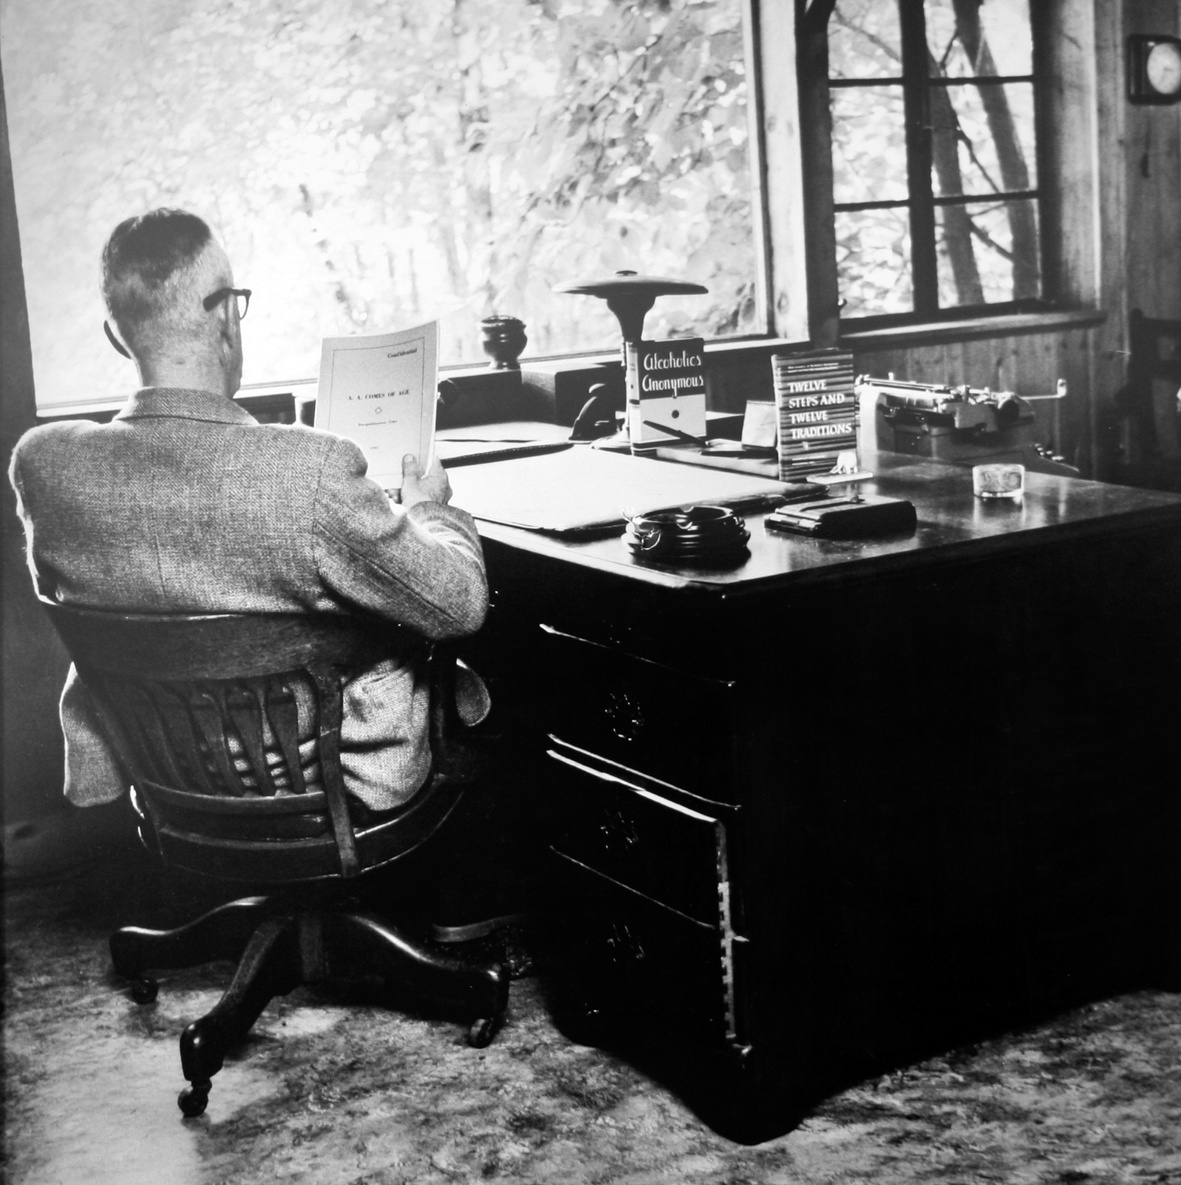 Confidential
A. A. COMES OF AGE
Alcoholics
Anonymous
TWELVE
STEPS AND
TWELVE
TRADITIONS